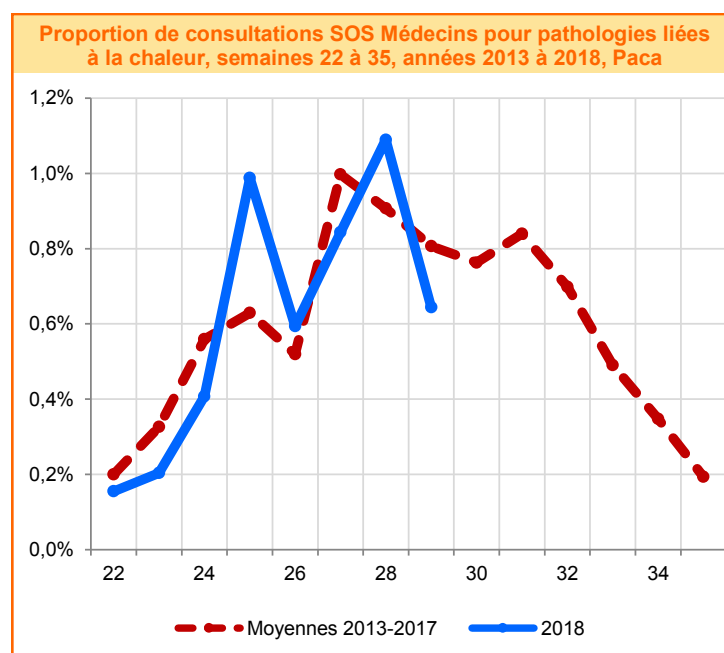 Proportion de consultations SOS Médecins pour pathologies liées
à la chaleur, semaines 22 à 35, années 2013 à 2018, Paca
1,2%
1,0%
0,8%
0,6%
0,4%
0,2%
0,0%
22 24 26 28 30 32 34
Moyennes 2013-2017 2018